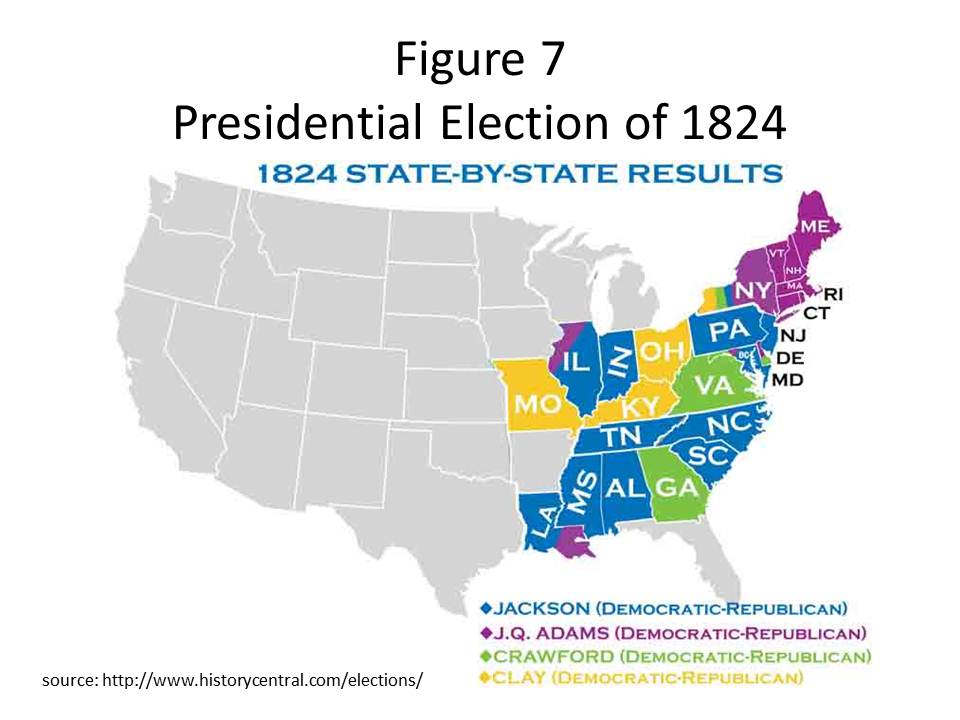 Figure 7
Presidential Election of 1824
1824 STATE-BY-STATE RESULTS
ME
VT
NH
NY
MA
RI
CT
PA
NJ
OH
IL
IN
DC
DE
MD
VA
MO
KY
NC
TN
SC
MS
AL
GA
LA
◆JACKSON (DEMOCRATIC-REPUBLICAN)
◆J.Q. ADAMS (DEMOCRATIC-REPUBLICAN)
◆CRAWFORD (DEMOCRATIC-REPUBLICAN)
◆CLAY (DEMOCRATIC-REPUBLICAN)
source: http://www.historycentral.com/elections/